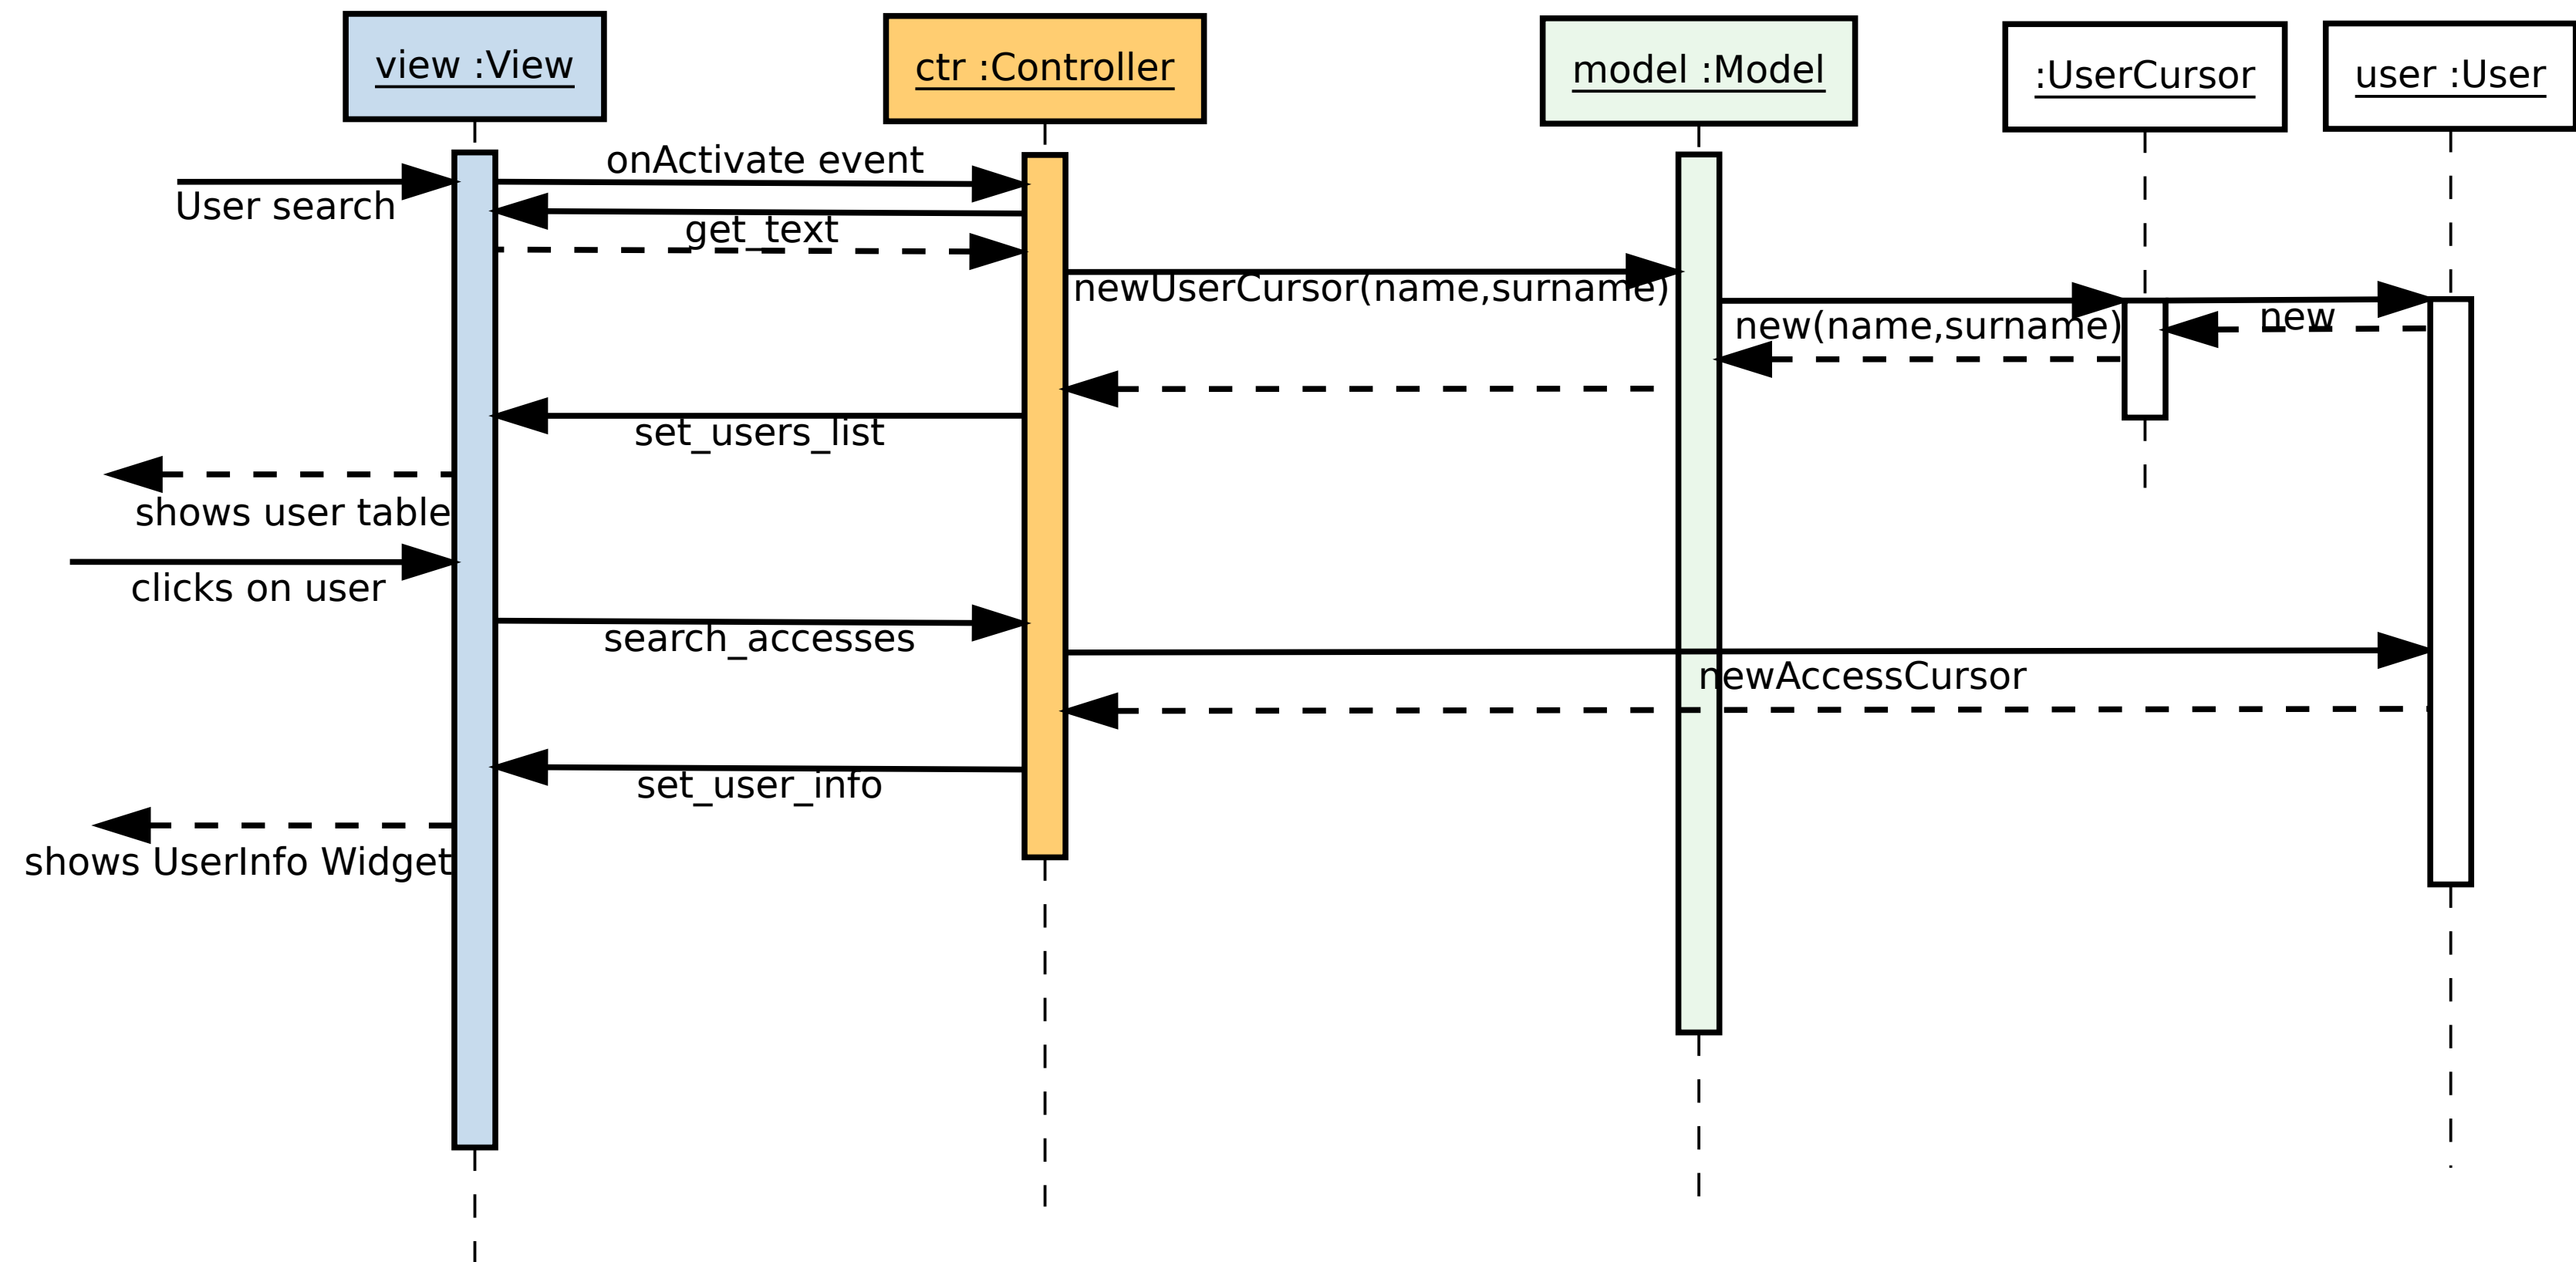 view :View
ctr :Controller
model :Model
:UserCursor
user :User
onActivate event
User search
get_text
newUserCursor(name,surname)
new(name,surname)
new
set_users_list
shows user table
clicks on user
search_accesses
newAccessCursor
set_user_info
shows UserInfo Widget